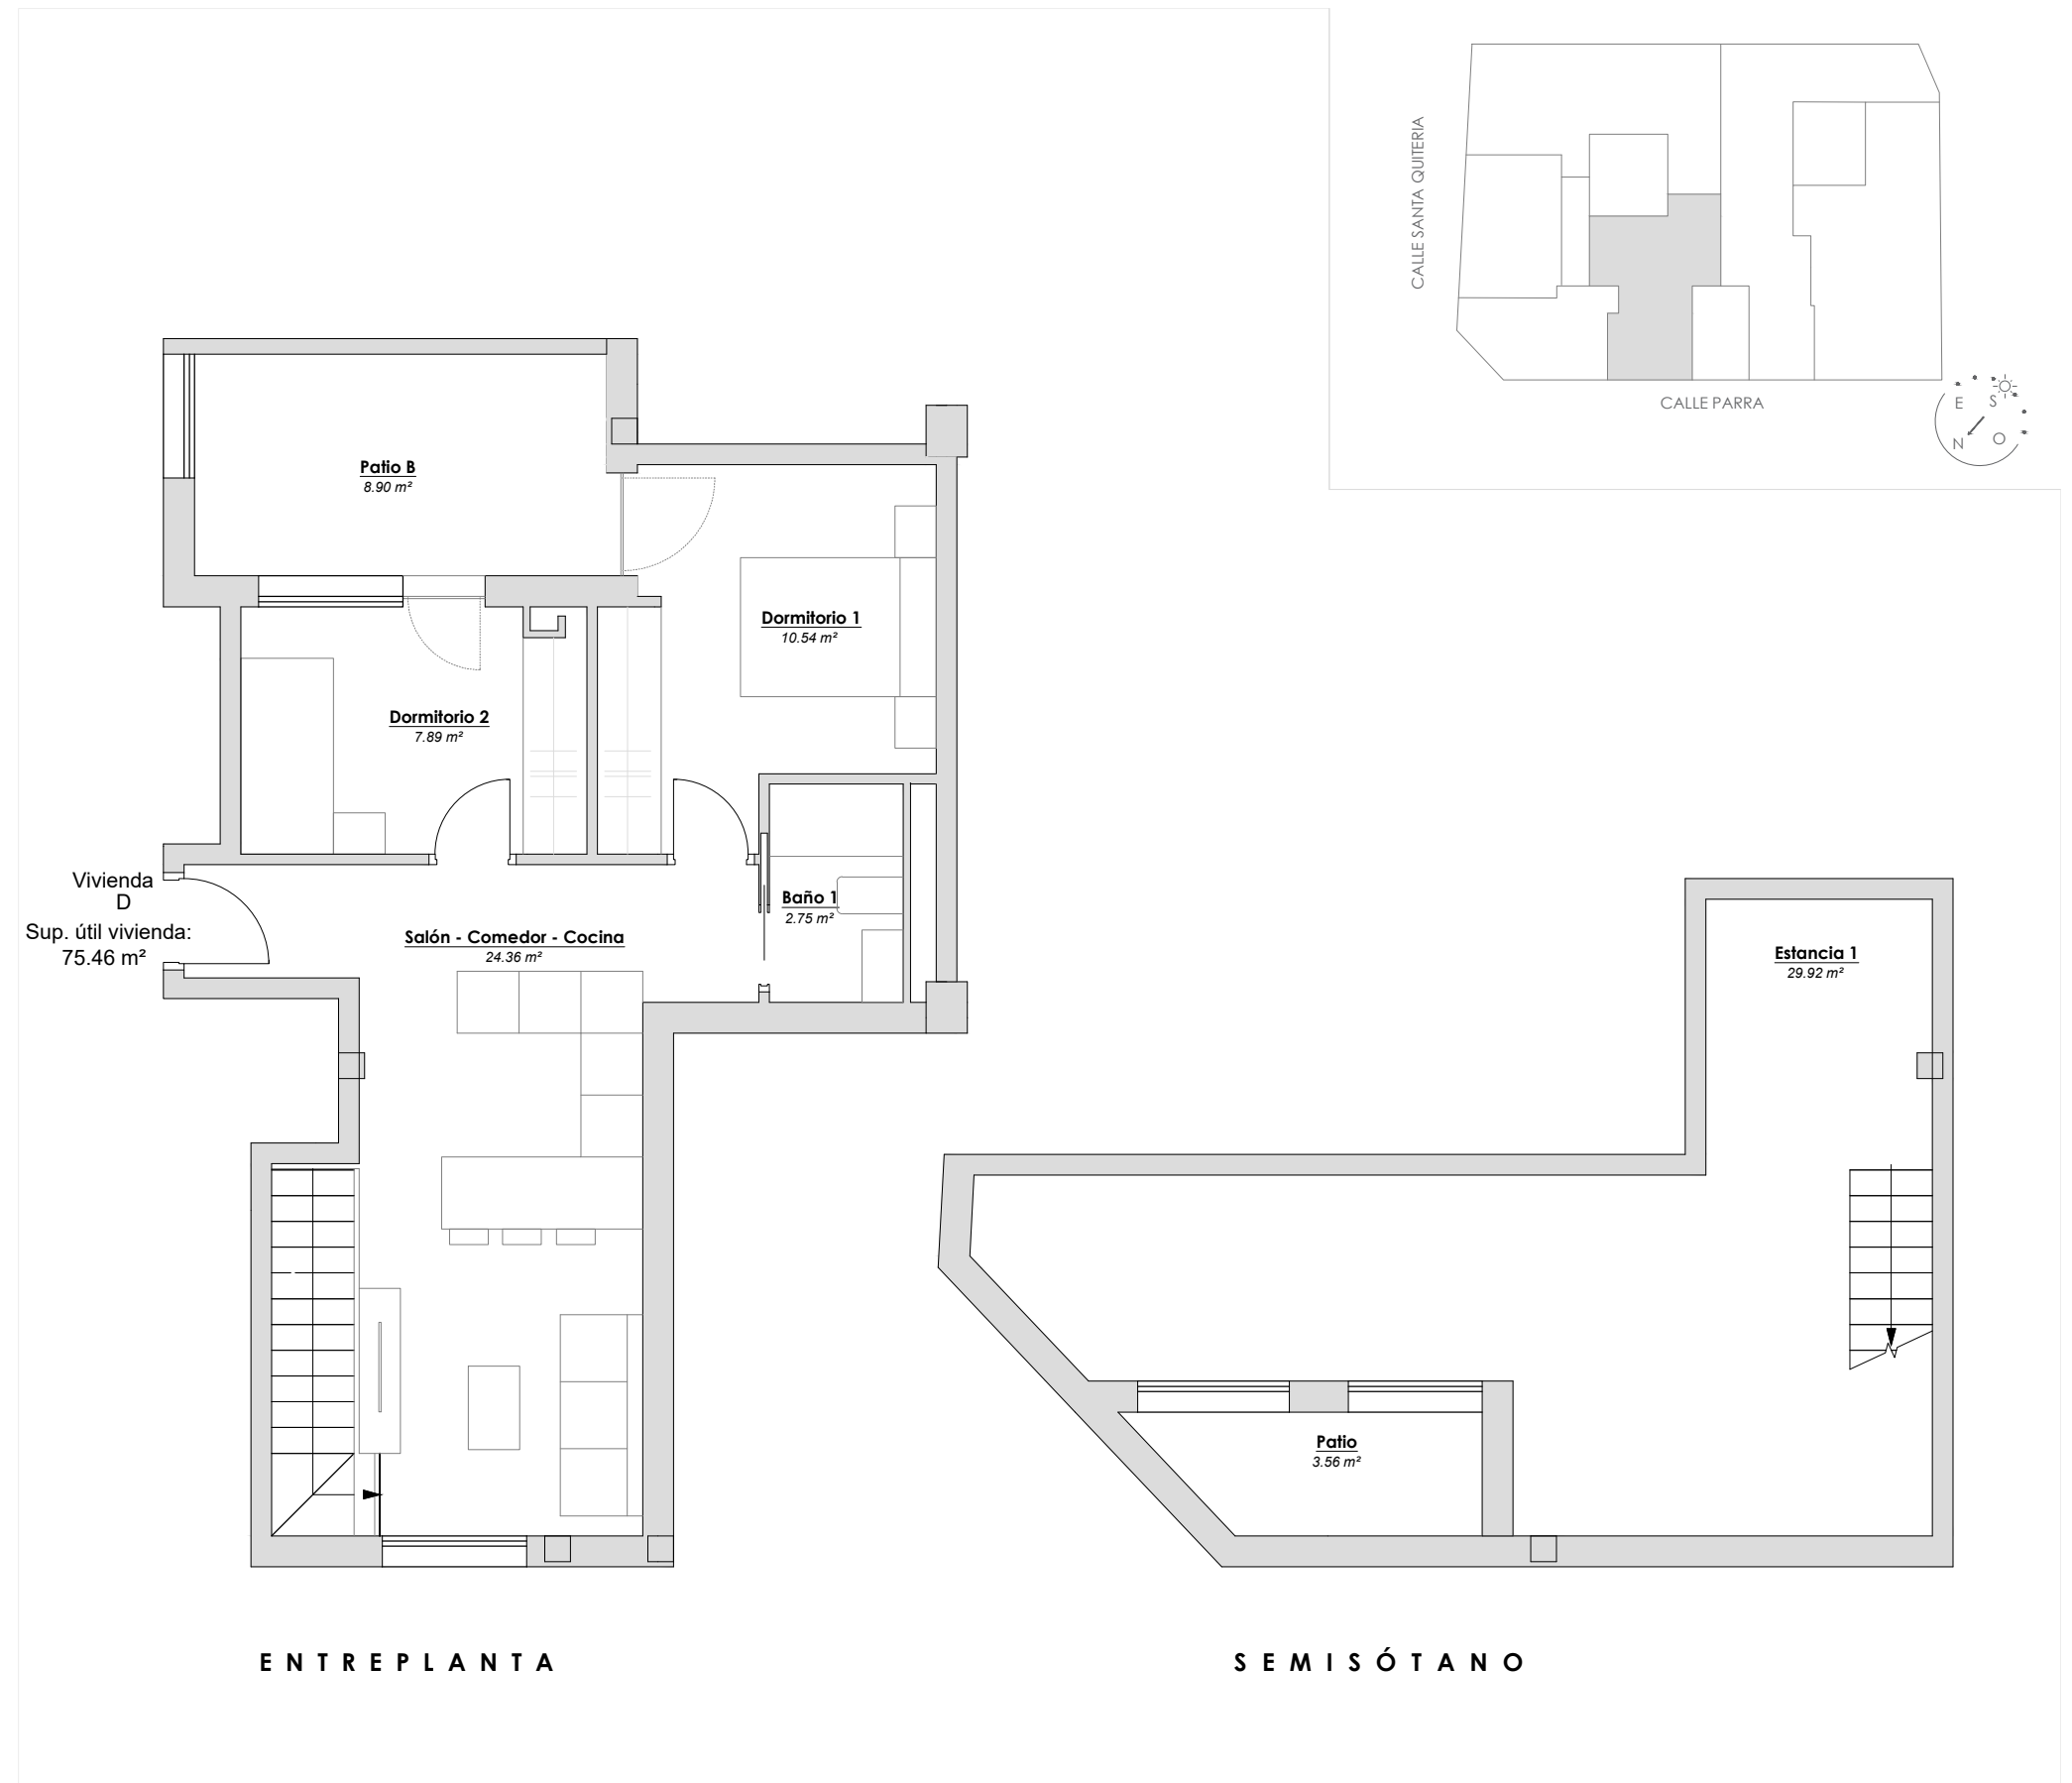 CALLE SANTA QUITERIA
CALLE PARRA
E
S
N
O
Patio B
8.90 m²
Dormitorio 1
10.54 m²
Dormitorio 2
7.89 m²
Vivienda
D
Sup. útil vivienda:
75.46 m²
Baño 1
2.75 m²
Salón - Comedor - Cocina
24.36 m²
Estancia 1
29.92 m²
Patio
3.56 m²
ENTREPLANTA
SEMISÓTANO